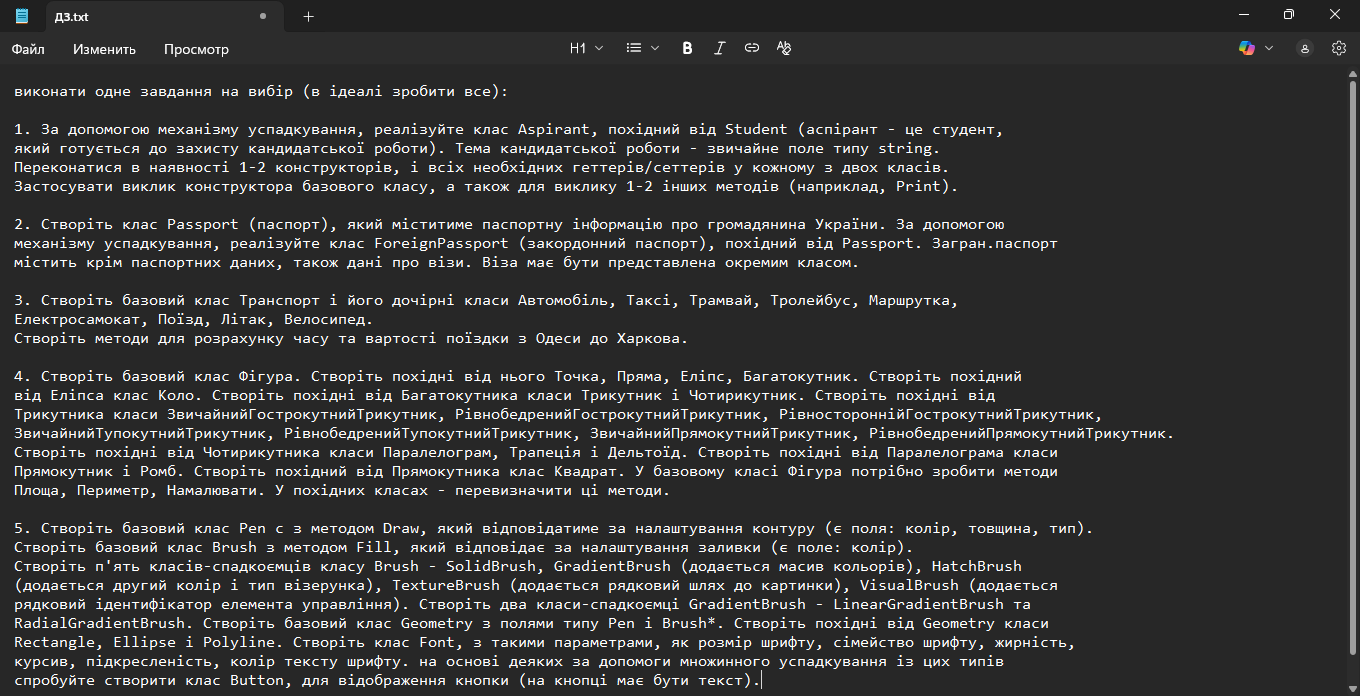 ДЗ.txt
Файл Изменить Просмотр H1 B I
виконати одне завдання на вибір (в ідеалі зробити все):
1. За допомогою механізму успадкування, реалізуйте клас Aspirant, похідний від Student (аспірант - це студент,
який готується до захисту кандидатської роботи). Тема кандидатської роботи - звичайне поле типу string.
Переконатися в наявності 1-2 конструкторів, і всіх необхідних геттерів/сеттерів у кожному з двох класів.
Застосувати виклик конструктора базового класу, а також для виклику 1-2 інших методів (наприклад, Print).
2. Створіть клас Passport (паспорт), який міститиме паспортну інформацію про громадянина України. За допомогою
механізму успадкування, реалізуйте клас ForeignPassport (закордонний паспорт), похідний від Passport. Загран.паспорт
містить крім паспортних даних, також дані про візи. Віза має бути представлена окремим класом.
3. Створіть базовий клас Транспорт і його дочірні класи Автомобіль, Таксі, Трамвай, Тролейбус, Маршрутка,
Електросамокат, Поїзд, Літак, Велосипед.
Створіть методи для розрахунку часу та вартості поїздки з Одеси до Харкова.
4. Створіть базовий клас Фігура. Створіть похідні від нього Точка, Пряма, Еліпс, Багатокутник. Створіть похідний
від Еліпса клас Коло. Створіть похідні від Багатокутника класи Трикутник і Чотирикутник. Створіть похідні від
Трикутника класи ЗвичайнийГострокутнийТрикутник, РівнобедренийГострокутнийТрикутник, РівностороннійГострокутнийТрикутник,
ЗвичайнийТупокутнийТрикутник, РівнобедренийТупокутнийТрикутник, ЗвичайнийПрямокутнийТрикутник, РівнобедренийПрямокутнийТрикутник.
Створіть похідні від Чотирикутника класи Паралелограм, Трапеція і Дельтоїд. Створіть похідні від Паралелограма класи
Прямокутник і Ромб. Створіть похідний від Прямокутника клас Квадрат. У базовому класі Фігура потрібно зробити методи
Площа, Периметр, Намалювати. У похідних класах - перевизначити ці методи.
5. Створіть базовий клас Pen с з методом Draw, який відповідатиме за налаштування контуру (є поля: колір, товщина, тип).
Створіть базовий клас Brush з методом Fill, який відповідає за налаштування заливки (є поле: колір).
Створіть п'ять класів-спадкоємців класу Brush - SolidBrush, GradientBrush (додається масив кольорів), HatchBrush
(додається другий колір і тип візерунка), TextureBrush (додається рядковий шлях до картинки), VisualBrush (додається
рядковий ідентифікатор елемента управління). Створіть два класи-спадкоємці GradientBrush - LinearGradientBrush та
RadialGradientBrush. Створіть базовий клас Geometry з полями типу Pen і Brush*. Створіть похідні від Geometry класи
Rectangle, Ellipse і Polyline. Створіть клас Font, з такими параметрами, як розмір шрифту, сімейство шрифту, жирність,
курсив, підкресленість, колір тексту шрифту. на основі деяких за допомоги множинного успадкування із цих типів
спробуйте створити клас Button, для відображення кнопки (на кнопці має бути текст).